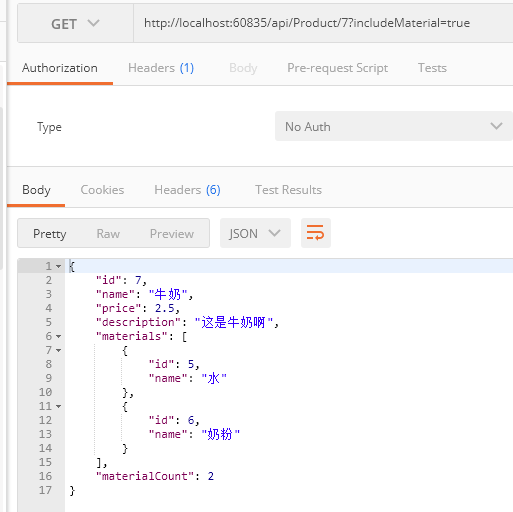 GET http://localhost:60835/api/Product/7?includeMaterial=true
Authorization Headers (1) Body Pre-request Script Tests
Type No Auth
Body Cookies Headers (6) Test Results
Pretty Raw Preview JSON
1 {
2 "id": 7,
3 "name": "牛奶",
4 "price": 2.5,
5 "description": "这是牛奶啊",
6 "materials": [
7 {
8 "id": 5,
9 "name": "水"
10 },
11 {
12 "id": 6,
13 "name": "奶粉"
14 }
15 ],
16 "materialCount": 2
17 }